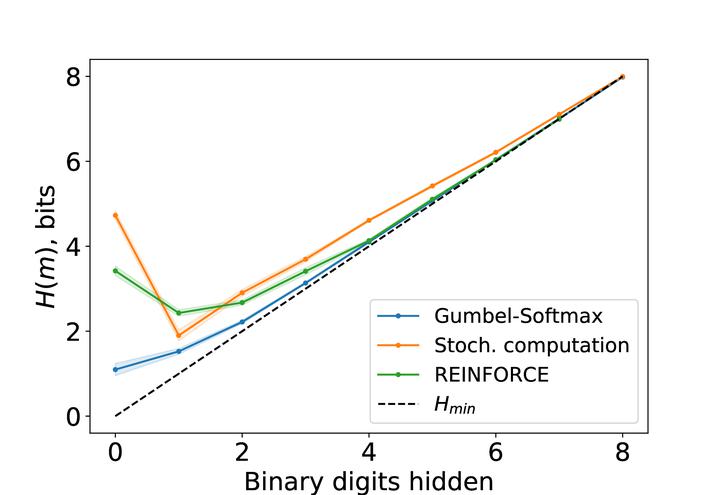 8
6
4
2
0
H(m), bits
Gumbel-Softmax
Stoch. computation
REINFORCE
H_min
0 2 4 6 8
Binary digits hidden